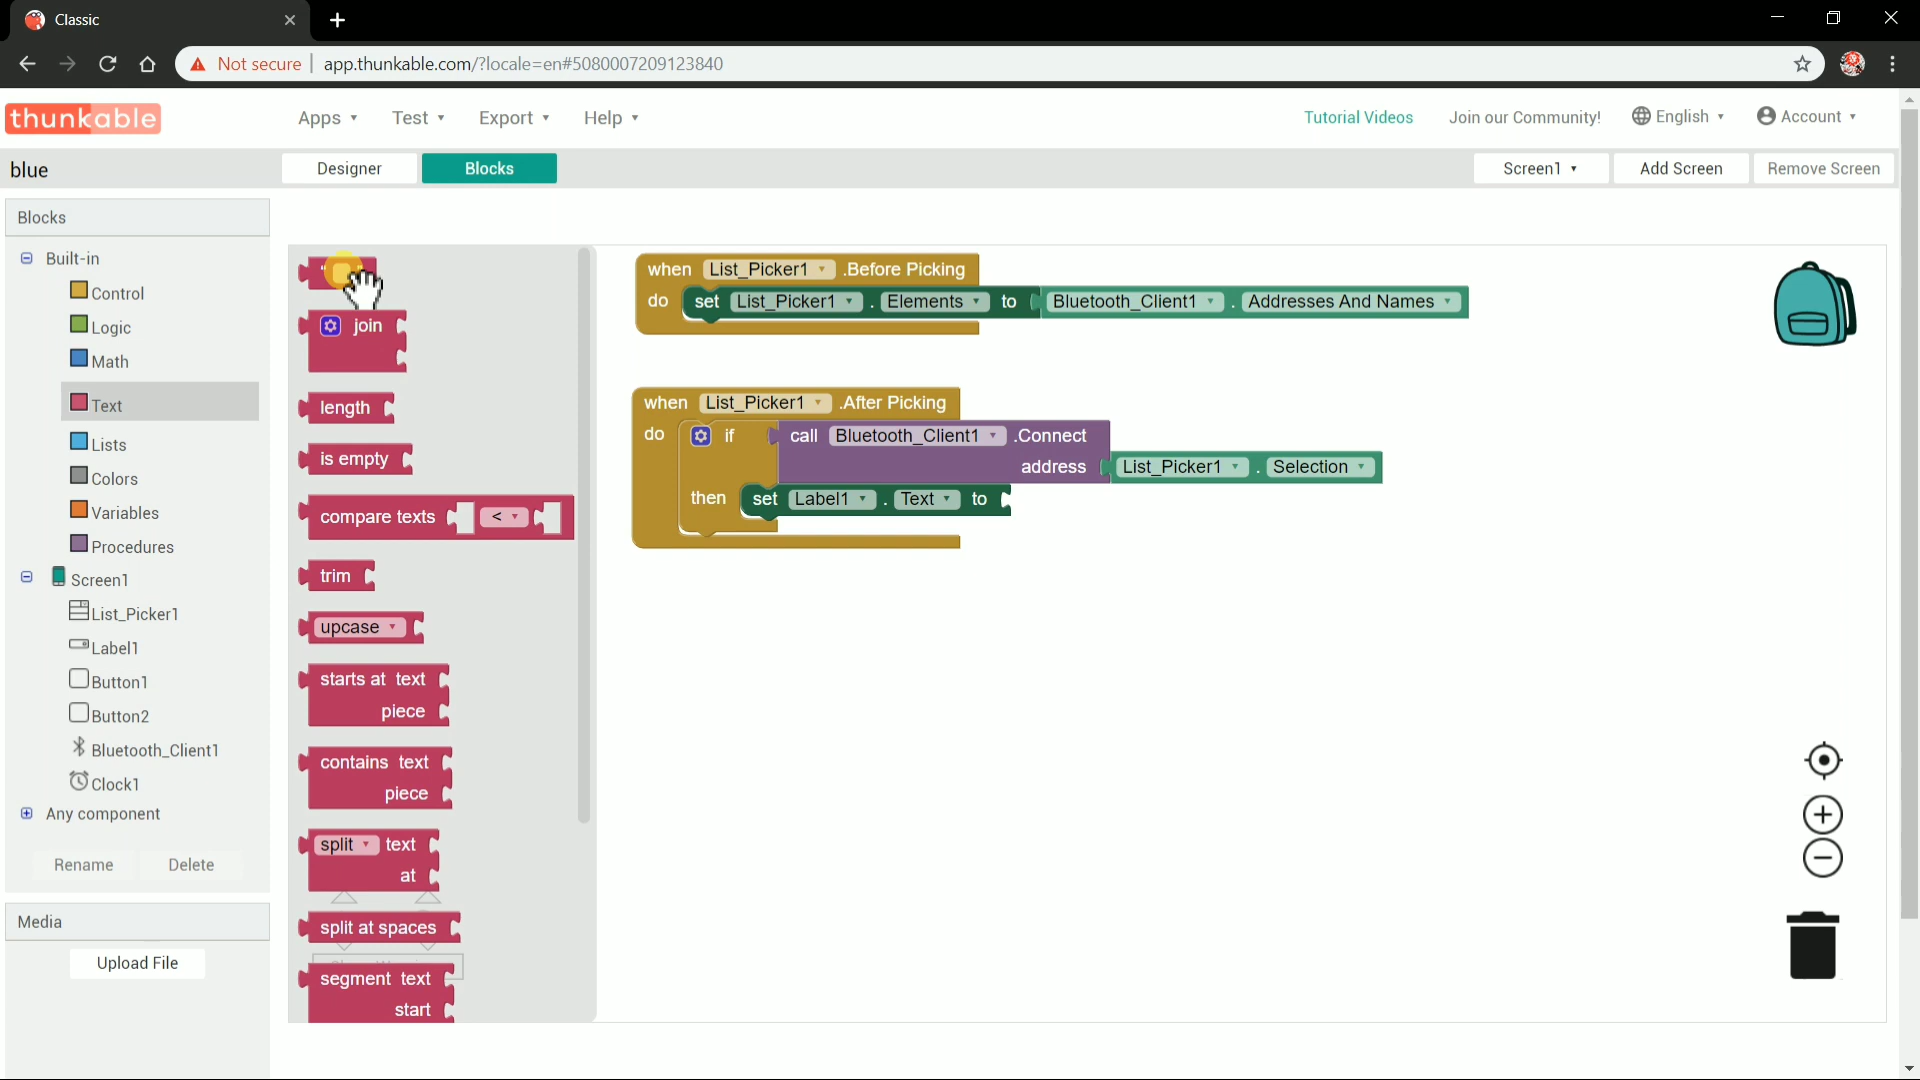 Classic
Not secure
app.thunkable.com/?locale=en#5080007209123840
thunkable
Apps
Test
Export
Help
Tutorial Videos
Join our Community!
English
Account
blue
Designer
Blocks
Screen1
Add Screen
Remove Screen
Blocks
Built-in
Control
Logic
Math
Text
Lists
Colors
Variables
Procedures
Screen1
List_Picker1
Label1
Button1
Button2
Bluetooth_Client1
Clock1
Any component
Rename
Delete
Media
Upload File
join
length
is empty
compare texts <
trim
upcase
starts at text
piece
contains text
piece
split text
at
split at spaces
segment text
start
when List_Picker1 .Before Picking
do set List_Picker1 . Elements to Bluetooth_Client1 . Addresses And Names
when List_Picker1 .After Picking
do if call Bluetooth_Client1 .Connect
address List_Picker1 . Selection
then set Label1 . Text to